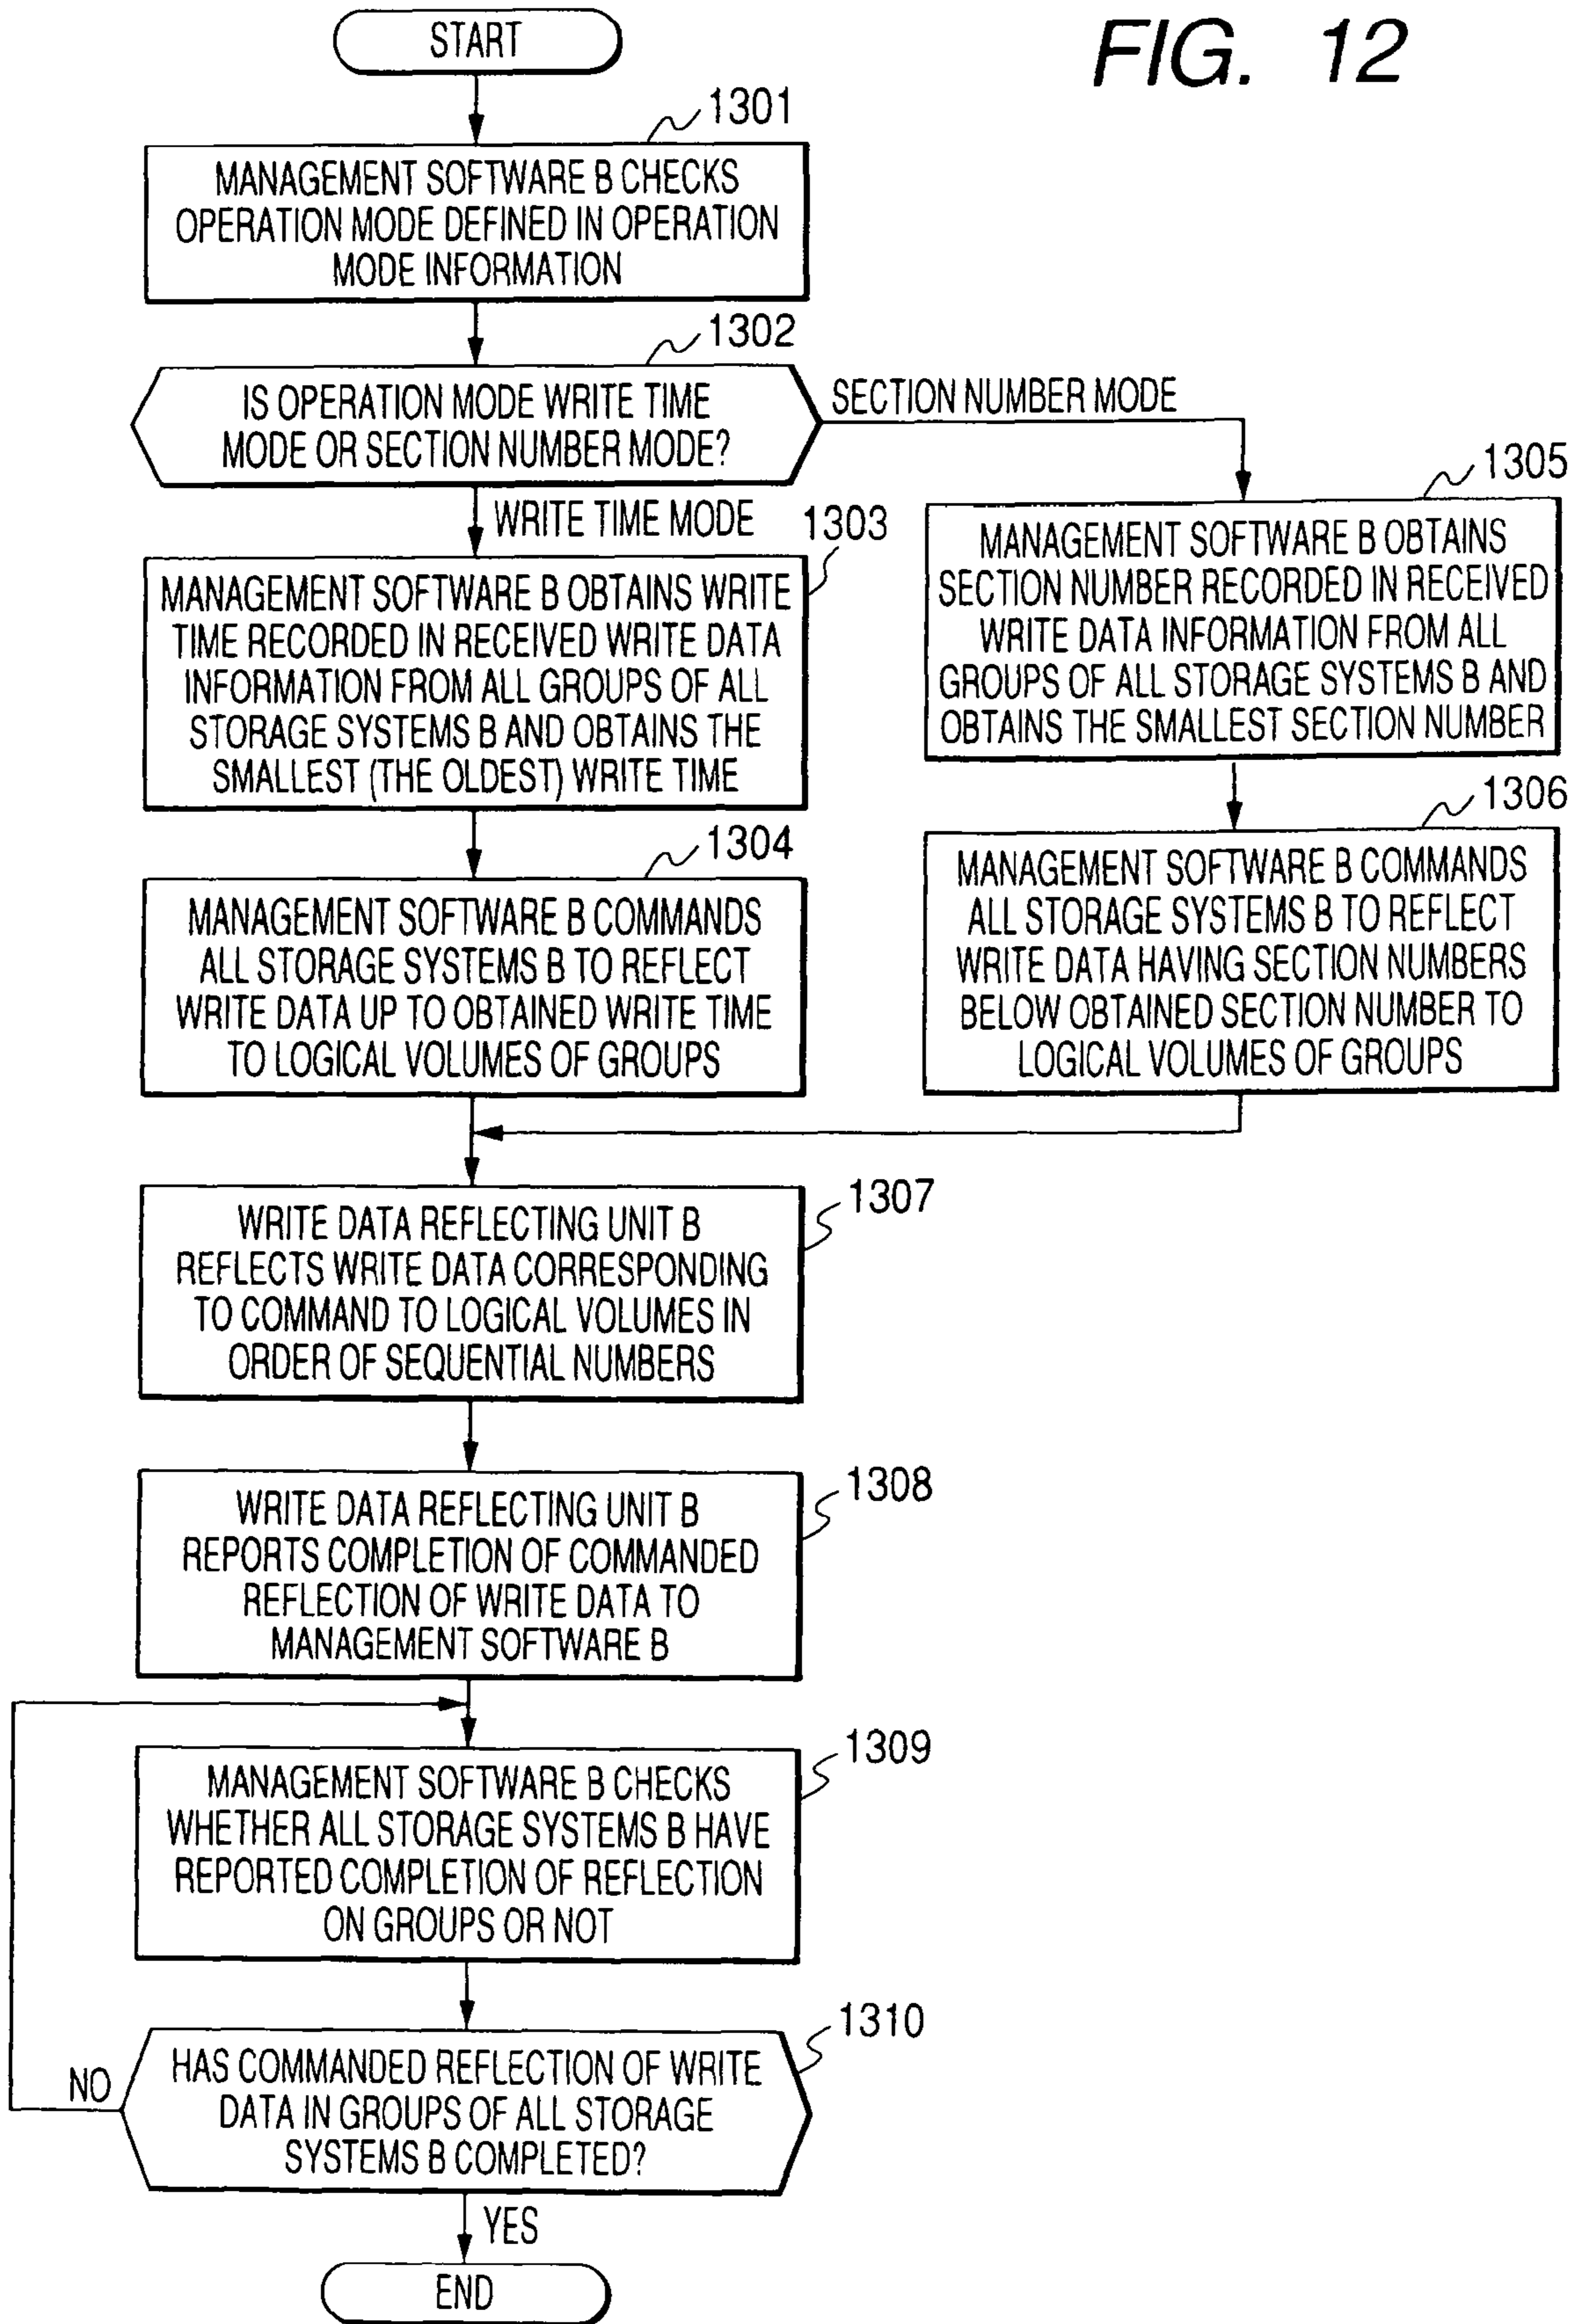 FIG. 12
START
1301
MANAGEMENT SOFTWARE B CHECKS
OPERATION MODE DEFINED IN OPERATION
MODE INFORMATION
1302
IS OPERATION MODE WRITE TIME
MODE OR SECTION NUMBER MODE?
SECTION NUMBER MODE
WRITE TIME MODE
1303
MANAGEMENT SOFTWARE B OBTAINS WRITE
TIME RECORDED IN RECEIVED WRITE DATA
INFORMATION FROM ALL GROUPS OF ALL
STORAGE SYSTEMS B AND OBTAINS THE
SMALLEST (THE OLDEST) WRITE TIME
1304
MANAGEMENT SOFTWARE B COMMANDS
ALL STORAGE SYSTEMS B TO REFLECT
WRITE DATA UP TO OBTAINED WRITE TIME
TO LOGICAL VOLUMES OF GROUPS
1305
MANAGEMENT SOFTWARE B OBTAINS
SECTION NUMBER RECORDED IN RECEIVED
WRITE DATA INFORMATION FROM ALL
GROUPS OF ALL STORAGE SYSTEMS B AND
OBTAINS THE SMALLEST SECTION NUMBER
1306
MANAGEMENT SOFTWARE B COMMANDS
ALL STORAGE SYSTEMS B TO REFLECT
WRITE DATA HAVING SECTION NUMBERS
BELOW OBTAINED SECTION NUMBER TO
LOGICAL VOLUMES OF GROUPS
1307
WRITE DATA REFLECTING UNIT B
REFLECTS WRITE DATA CORRESPONDING
TO COMMAND TO LOGICAL VOLUMES IN
ORDER OF SEQUENTIAL NUMBERS
1308
WRITE DATA REFLECTING UNIT B
REPORTS COMPLETION OF COMMANDED
REFLECTION OF WRITE DATA TO
MANAGEMENT SOFTWARE B
1309
MANAGEMENT SOFTWARE B CHECKS
WHETHER ALL STORAGE SYSTEMS B HAVE
REPORTED COMPLETION OF REFLECTION
ON GROUPS OR NOT
1310
HAS COMMANDED REFLECTION OF WRITE
DATA IN GROUPS OF ALL STORAGE
SYSTEMS B COMPLETED?
NO
YES
END